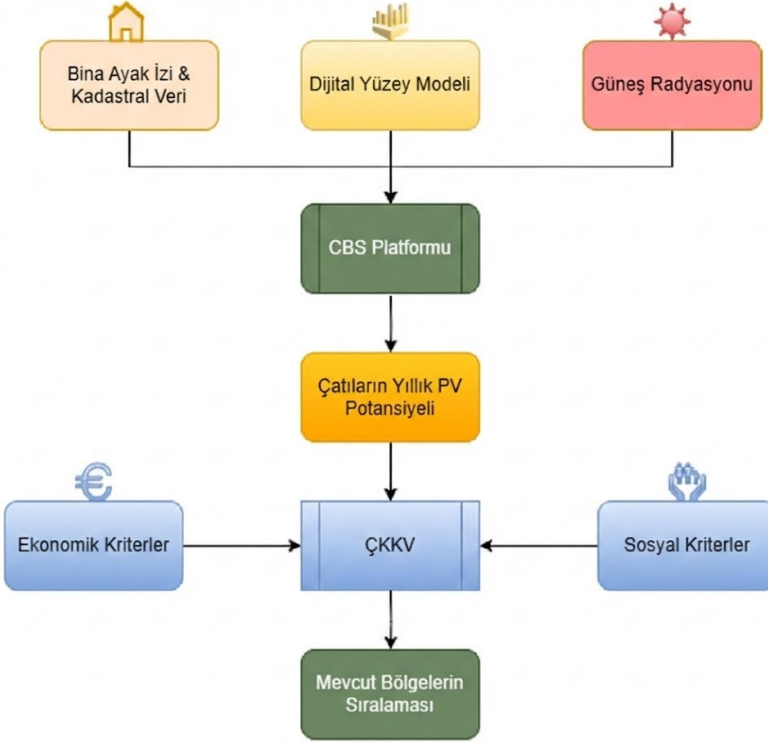 Bina Ayak İzi &
Kadastral Veri
Dijital Yüzey Modeli
Güneş Radyasyonu
CBS Platformu
Çatıların Yıllık PV
Potansiyeli
Ekonomik Kriterler
ÇKKV
Sosyal Kriterler
Mevcut Bölgelerin
Sıralaması